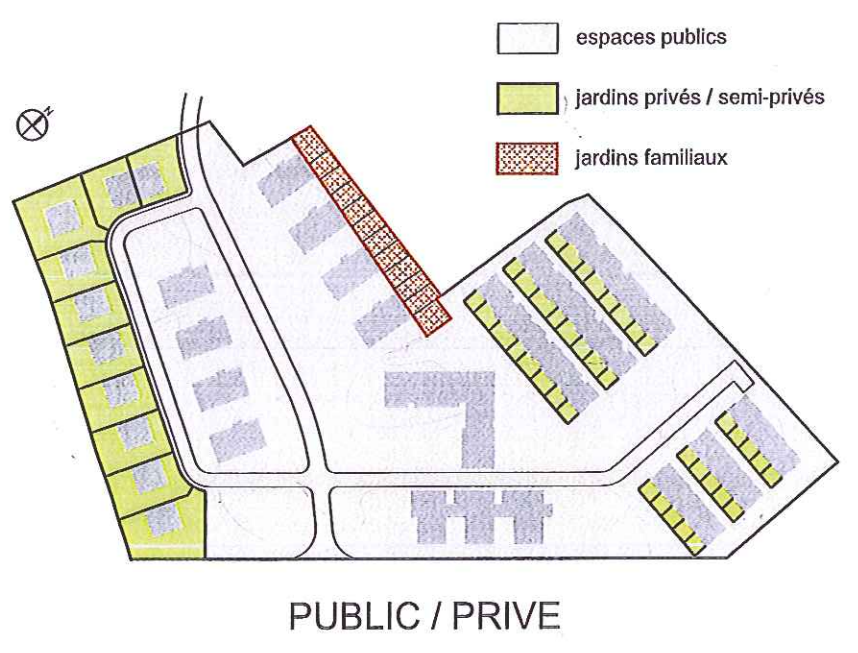 espaces publics
jardins privés / semi-privés
jardins familiaux
N
PUBLIC / PRIVE